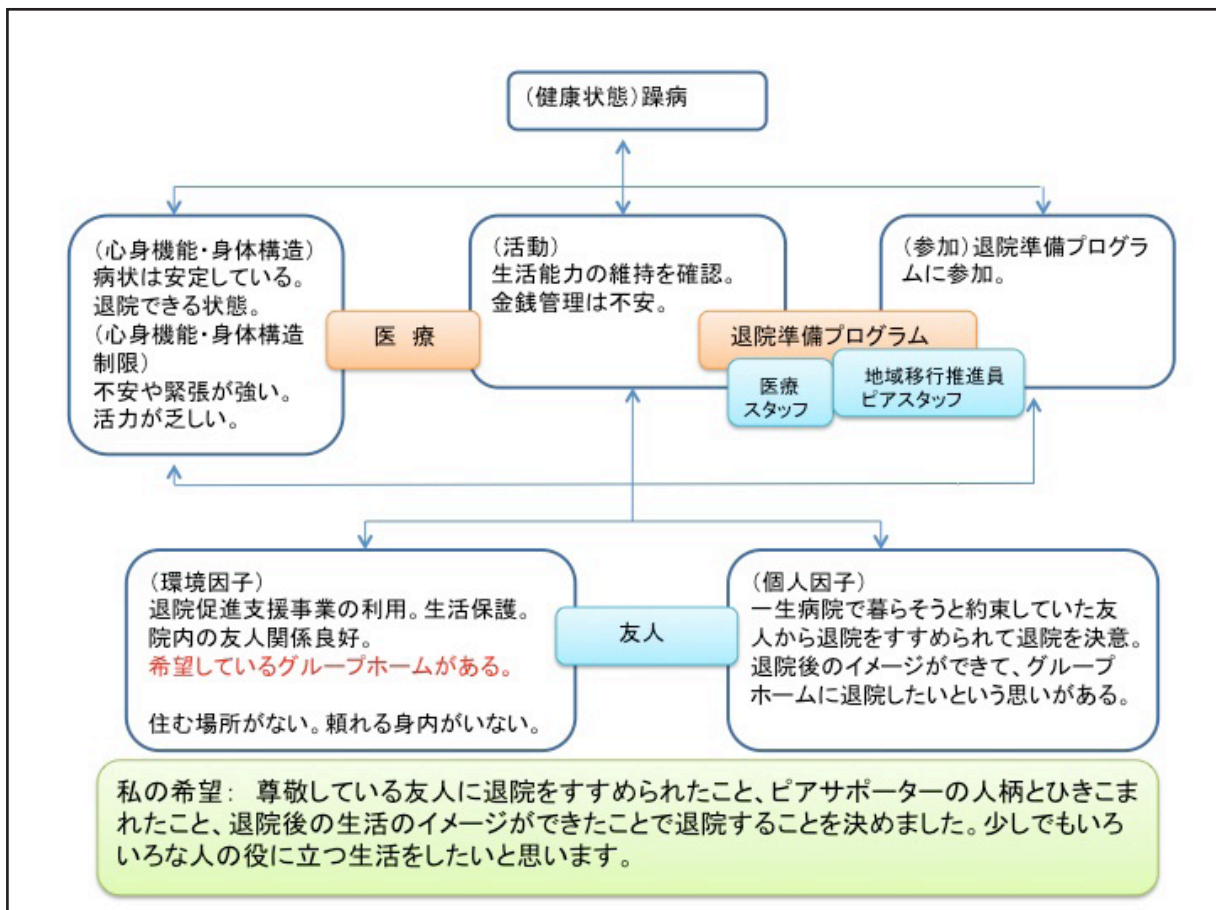 (健康状態)躁病
(心身機能・身体構造)
病状は安定している。
退院できる状態。
(心身機能・身体構造
制限)
不安や緊張が強い。
活力が乏しい。
医 療
(活動)
生活能力の維持を確認。
金銭管理は不安。
(参加)退院準備プログラ
ムに参加。
退院準備プログラム
医療
スタッフ
地域移行推進員
ピアスタッフ
(環境因子)
退院促進支援事業の利用。生活保護。
院内の友人関係良好。
希望しているグループホームがある。
住む場所がない。頼れる身内がいない。
友人
(個人因子)
一生病院で暮らそうと約束していた友
人から退院をすすめられて退院を決意。
退院後のイメージができて、グループ
ホームに退院したいという思いがある。
私の希望: 尊敬している友人に退院をすすめられたこと、ピアサポーターの人柄とひきこま
れたこと、退院後の生活のイメージができたことで退院することを決めました。少しでもいろ
いろな人の役に立つ生活をしたいと思います。